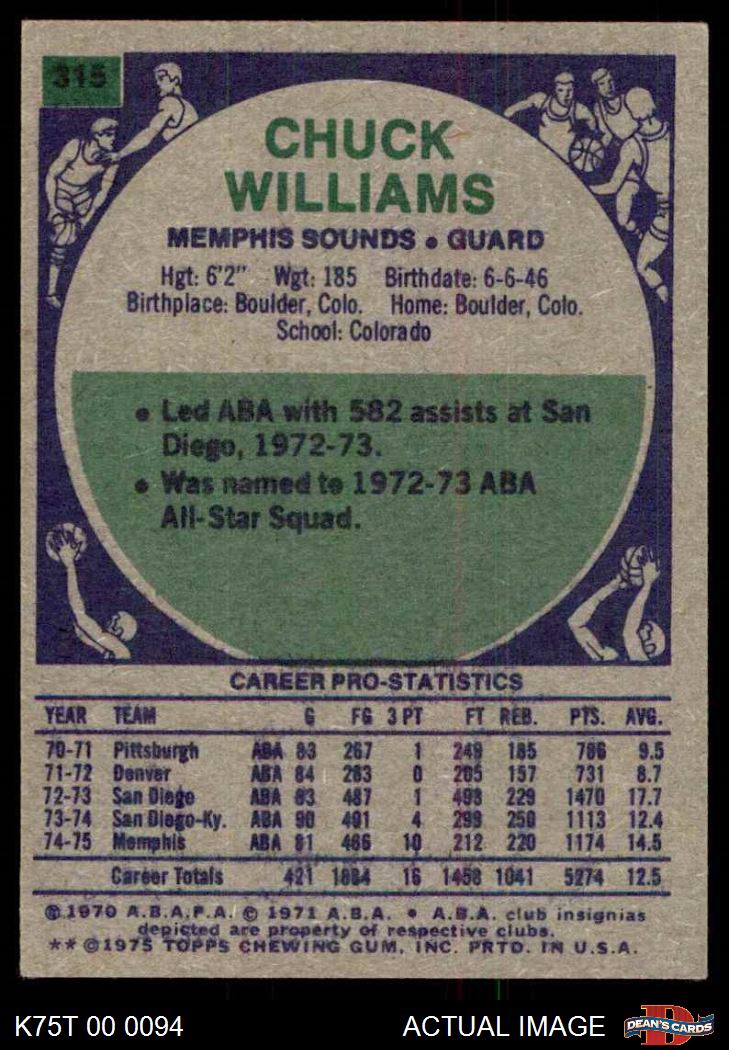 315
CHUCK
WILLIAMS
MEMPHIS SOUNDS • GUARD
Hgt: 6'2" Wgt: 185 Birthdate: 6-6-46
Birthplace: Boulder, Colo. Home: Boulder, Colo.
School: Colorado
• Led ABA with 582 assists at San
Diego, 1972-73.
• Was named to 1972-73 ABA
All-Star Squad.
CAREER PRO-STATISTICS
YEAR TEAM G FG 3 PT FT REB. PTS. AVG.
70-71 Pittsburgh ABA 83 267 1 249 185 786 9.5
71-72 Denver ABA 84 263 0 205 157 731 8.7
72-73 San Diego ABA 83 487 1 493 229 1470 17.7
73-74 San Diego-Ky. ABA 90 401 4 299 250 1113 12.4
74-75 Memphis ABA 81 466 10 212 220 1174 14.5
Career Totals 421 1884 16 1458 1041 5274 12.5
© 1970 A.B.A.P.A. © 1971 A.B.A. • A.B.A. club insignias
depicted are property of respective clubs.
** © 1975 TOPPS CHEWING GUM, INC. PRTD. IN U.S.A.
K75T 00 0094 ACTUAL IMAGE DEAN'S CARDS